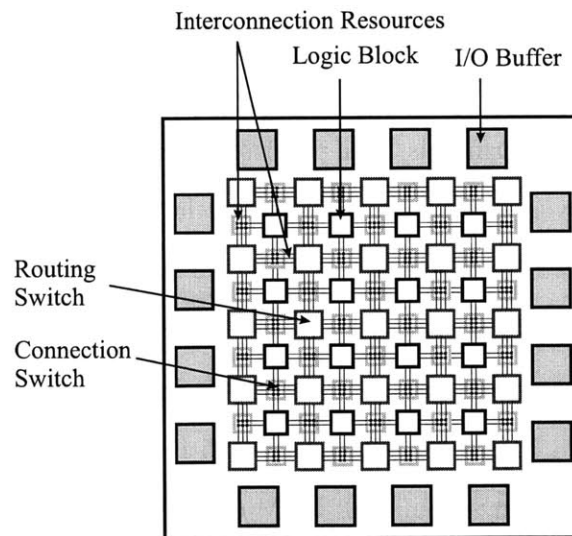 Interconnection Resources
Logic Block
I/O Buffer
Routing
Switch
Connection
Switch